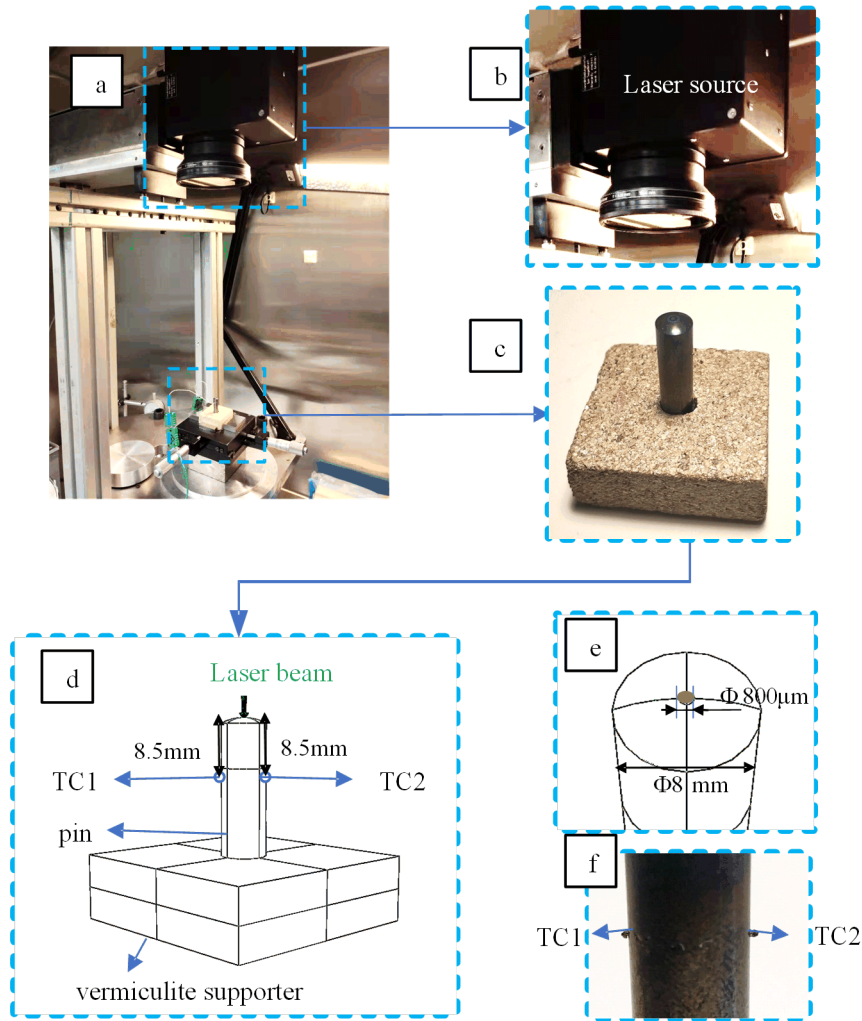 a
b
Laser source
c
d
Laser beam
8.5mm
8.5mm
TC1
TC2
pin
vermiculite supporter
e
Φ 800μm
Φ8 mm
f
TC1
TC2